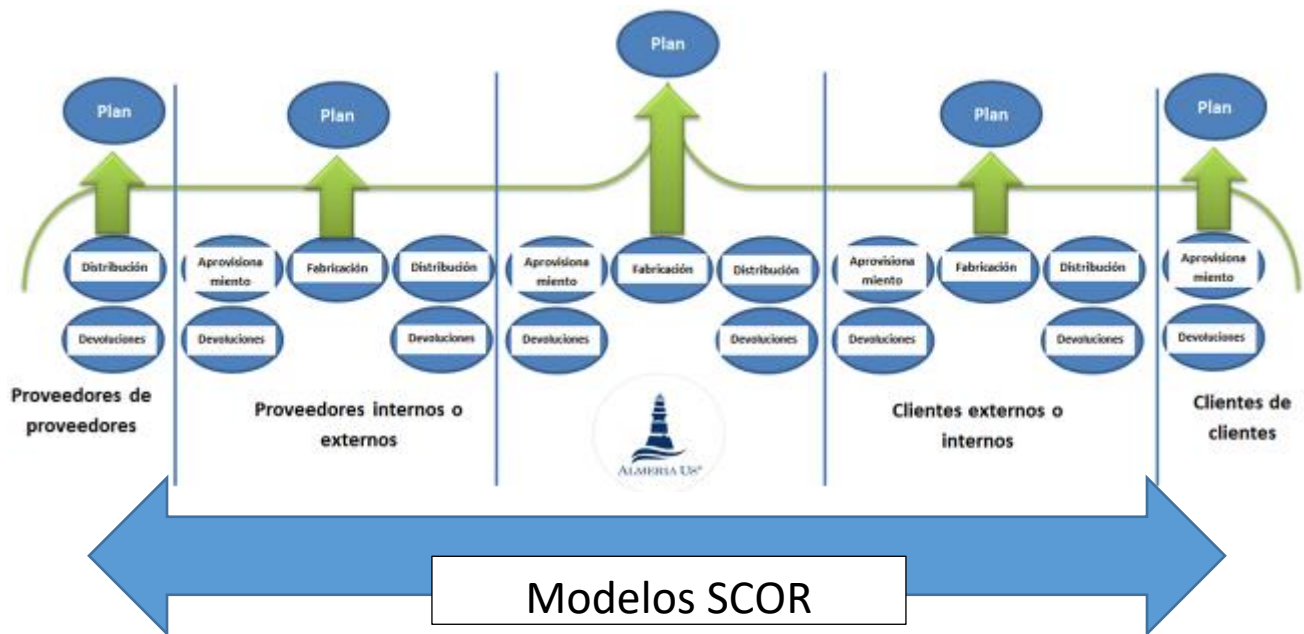 Plan
Plan
Plan
Plan
Plan
Distribución
Aprovisiona
miento
Fabricación
Distribución
Aprovisiona
miento
Fabricación
Distribución
Aprovisiona
miento
Fabricación
Distribución
Aprovisiona
miento
Devoluciones
Devoluciones
Devoluciones
Devoluciones
Devoluciones
Devoluciones
Devoluciones
Devoluciones
Proveedores de
proveedores
Proveedores internos o
externos
ALMERIA US®
Clientes externos o
internos
Clientes de
clientes
Modelos SCOR